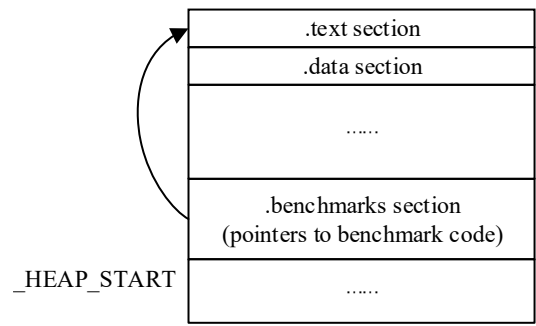 .text section
.data section
……
.benchmarks section
(pointers to benchmark code)
_HEAP_START
……